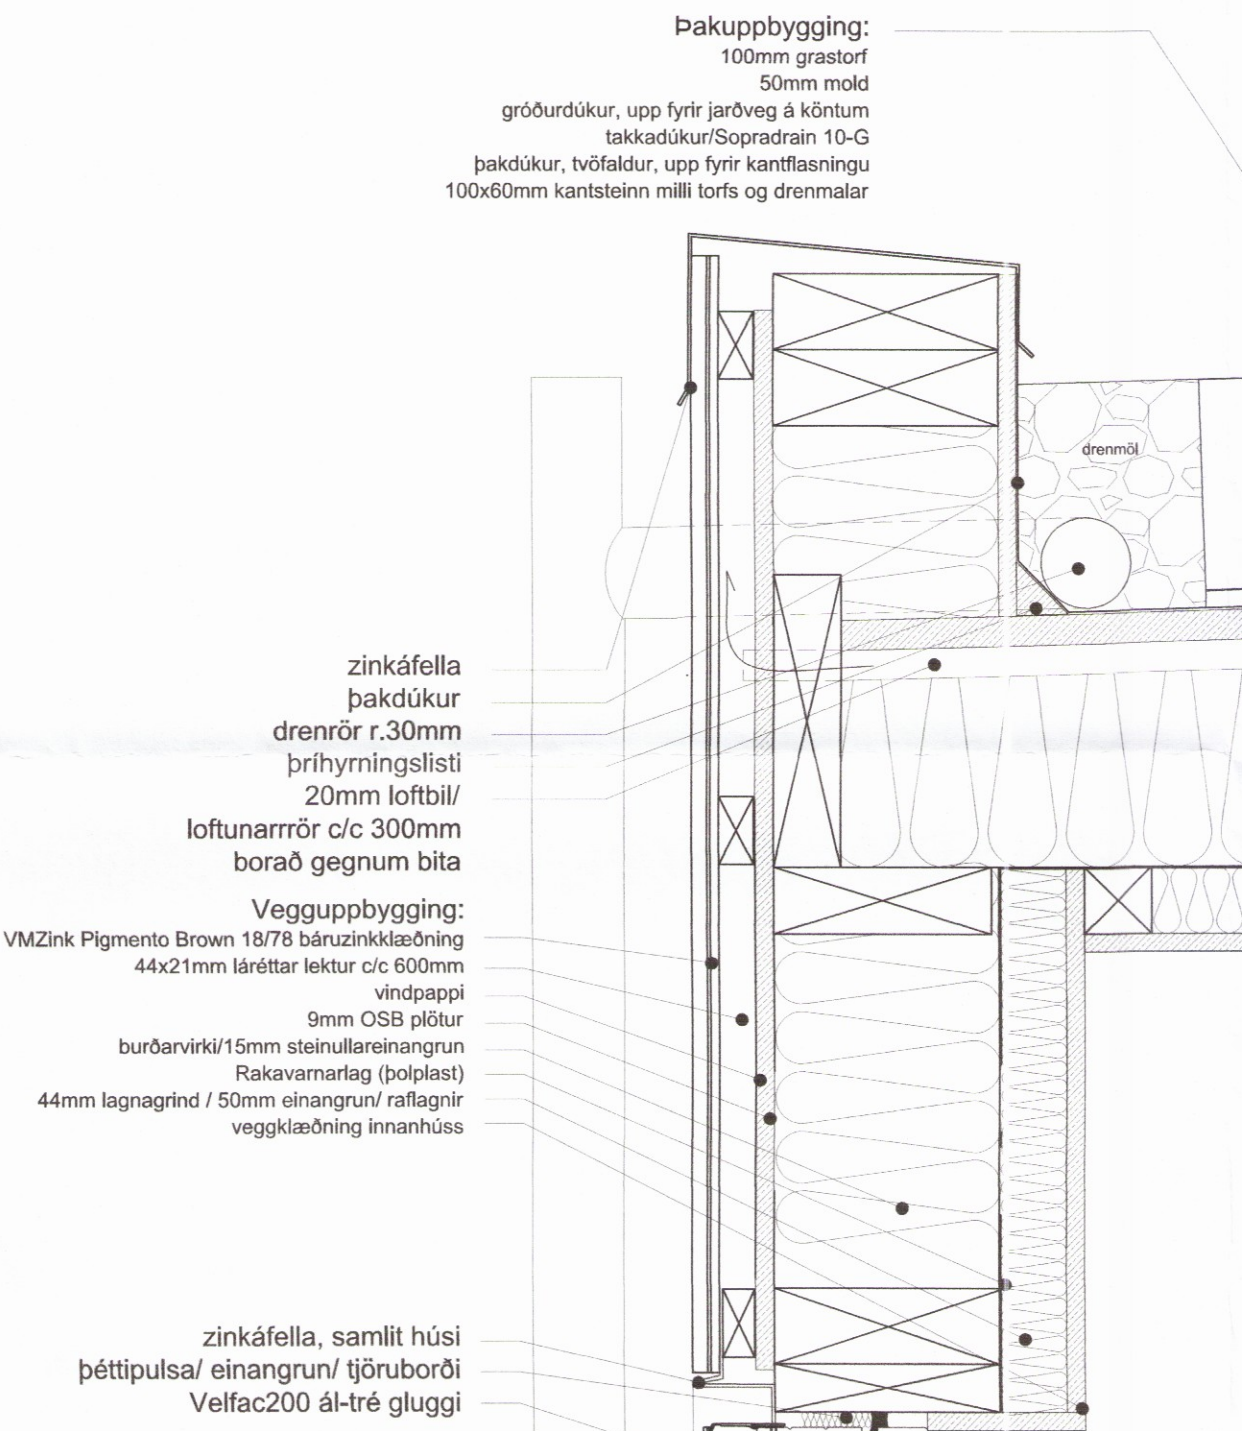 Þakuppbygging:
100mm grastorf
50mm mold
gróðurdúkur, upp fyrir jarðveg á köntum
takkadúkur/Sopradrain 10-G
þakdúkur, tvöfaldur, upp fyrir kantflasningu
100x60mm kantsteinn milli torfs og drenmalar
drenmöl
zinkáfella
þakdúkur
drenrör r.30mm
þríhyrningslisti
20mm loftbil/
loftunarrrör c/c 300mm
borað gegnum bita
Vegguppbygging:
VMZink Pigmento Brown 18/78 báruzinkklæðning
44x21mm láréttar lektur c/c 600mm
vindpappi
9mm OSB plötur
burðarvirki/15mm steinullareinangrun
Rakavarnarlag (þolplast)
44mm lagnagrind / 50mm einangrun/ raflagnir
veggklæðning innanhúss
zinkáfella, samlit húsi
þéttipulsa/ einangrun/ tjöruborði
Velfac200 ál-tré gluggi